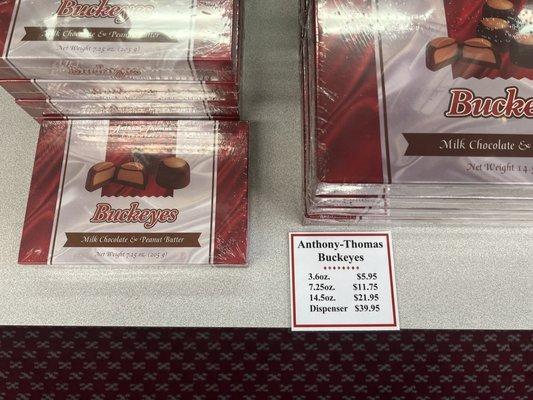 Buckeyes
Milk Chocolate & Peanut Butter
Net Weight 7.25 oz. (205 g)
Anthony-Thomas
Buckeyes
Milk Chocolate & Peanut Butter
Net Weight 7.25 oz. (205 g)
Buckeyes
Milk Chocolate &
Net Weight 14.5
Anthony-Thomas
Buckeyes
3.6oz. $5.95
7.25oz. $11.75
14.5oz. $21.95
Dispenser $39.95